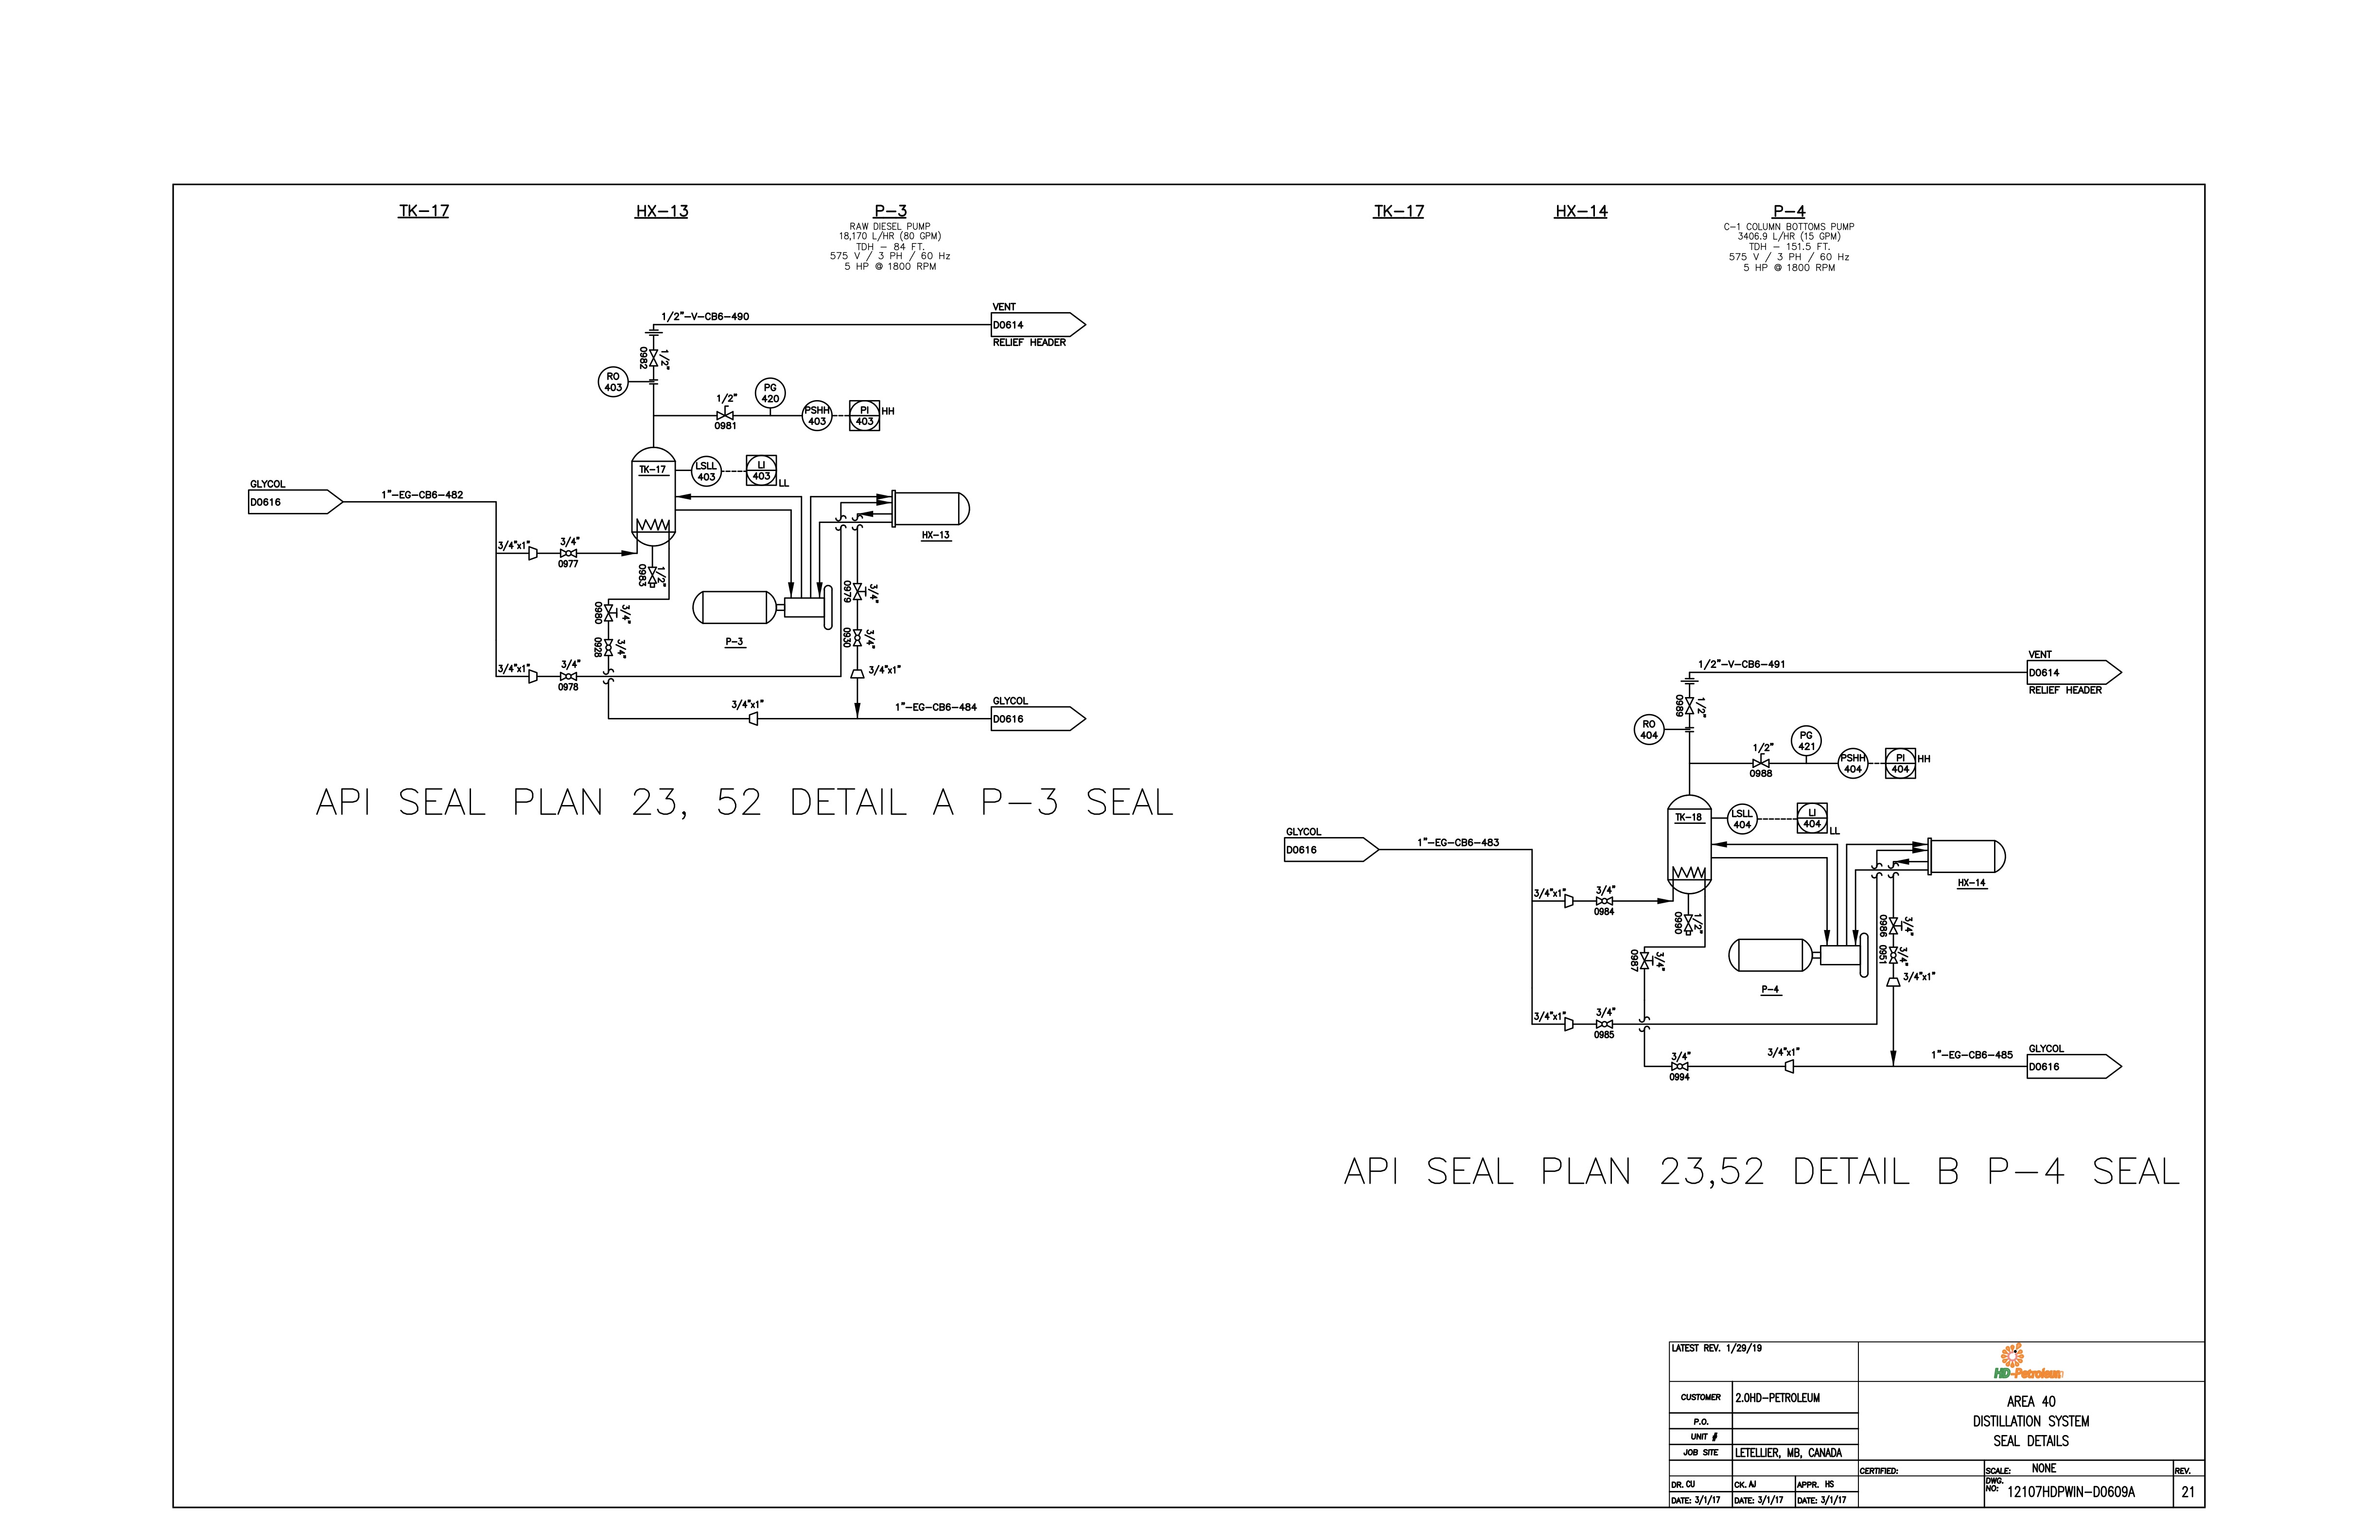 TK-17
HX-13
P-3
RAW DIESEL PUMP
18,170 L/HR (80 GPM)
TDH - 84 FT.
575 V / 3 PH / 60 Hz
5 HP @ 1800 RPM
TK-17
HX-14
P-4
C-1 COLUMN BOTTOMS PUMP
3406.9 L/HR (15 GPM)
TDH - 151.5 FT.
575 V / 3 PH / 60 Hz
5 HP @ 1800 RPM
1/2"-V-CB6-490
VENT
D0614
RELIEF HEADER
0982
1/2"
RO
403
PG
420
1/2"
0981
PSHH
403
PI
403
HH
TK-17
LSLL
403
LI
403
LL
GLYCOL
D0616
1"-EG-CB6-482
HX-13
3/4"x1"
3/4"
0977
0983
1/2"
0980
3/4"
0928
3/4"
P-3
0979
3/4"
0930
3/4"
3/4"x1"
3/4"x1"
3/4"
0978
3/4"x1"
1"-EG-CB6-484
GLYCOL
D0616
API SEAL PLAN 23, 52 DETAIL A P-3 SEAL
1/2"-V-CB6-491
VENT
D0614
RELIEF HEADER
0989
1/2"
RO
404
PG
421
1/2"
0988
PSHH
404
PI
404
HH
TK-18
LSLL
404
LI
404
LL
GLYCOL
D0616
1"-EG-CB6-483
HX-14
3/4"x1"
3/4"
0984
0990
1/2"
0987
3/4"
P-4
0986
3/4"
0951
3/4"
3/4"x1"
3/4"x1"
3/4"
0985
3/4"
0994
3/4"x1"
1"-EG-CB6-485
GLYCOL
D0616
API SEAL PLAN 23,52 DETAIL B P-4 SEAL
LATEST REV. 1/29/19
HD-Petroleum
CUSTOMER
2.0HD-PETROLEUM
P.O.
UNIT #
JOB SITE
LETELLIER, MB, CANADA
AREA 40
DISTILLATION SYSTEM
SEAL DETAILS
CERTIFIED:
SCALE: NONE
REV.
DR. CU
CK. AJ
APPR. HS
DATE: 3/1/17
DATE: 3/1/17
DATE: 3/1/17
DWG.
NO: 12107HDPWIN-D0609A
21